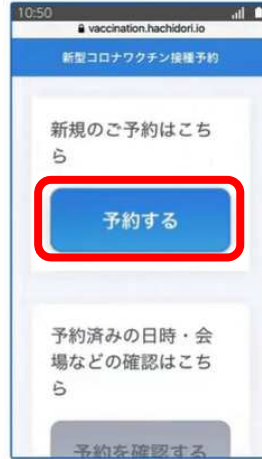 10:50
vaccination.hachidori.io
新型コロナワクチン接種予約
新規のご予約はこち
ら
予約する
予約済みの日時・会
場などの確認はこち
ら
予約を確認する